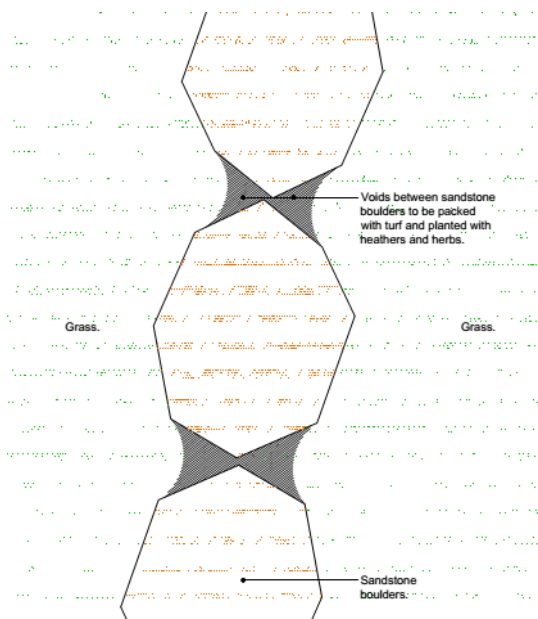 Voids between sandstone
boulders to be packed
with turf and planted with
heathers and herbs.
Grass.
Grass.
Sandstone
boulders.